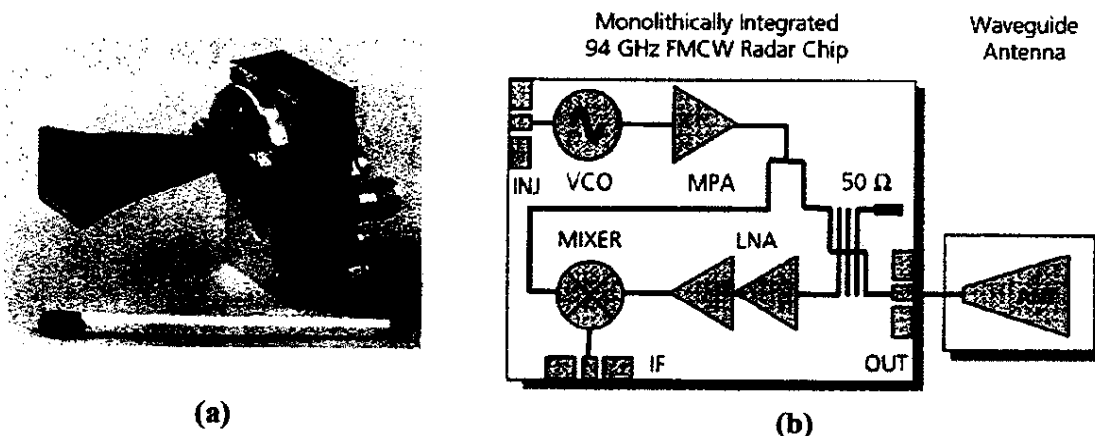 Monolithically Integrated
94 GHz FMCW Radar Chip
Waveguide
Antenna
INJ
VCO
MPA
50 Ω
MIXER
LNA
IF
OUT
(a)
(b)